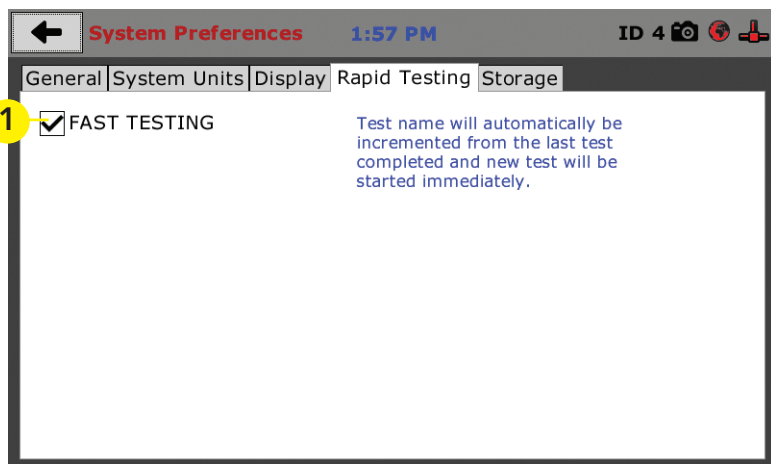 System Preferences 1:57 PM ID 4
General System Units Display Rapid Testing Storage
1 FAST TESTING
Test name will automatically be
incremented from the last test
completed and new test will be
started immediately.